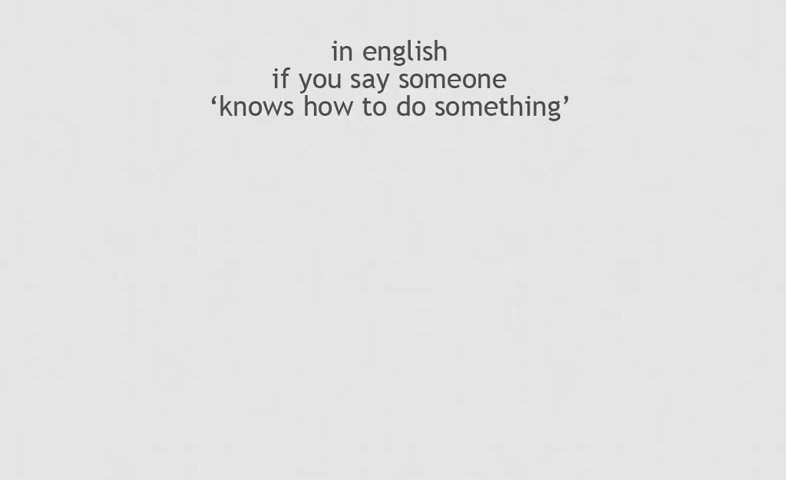 in english
if you say someone
‘knows how to do something’